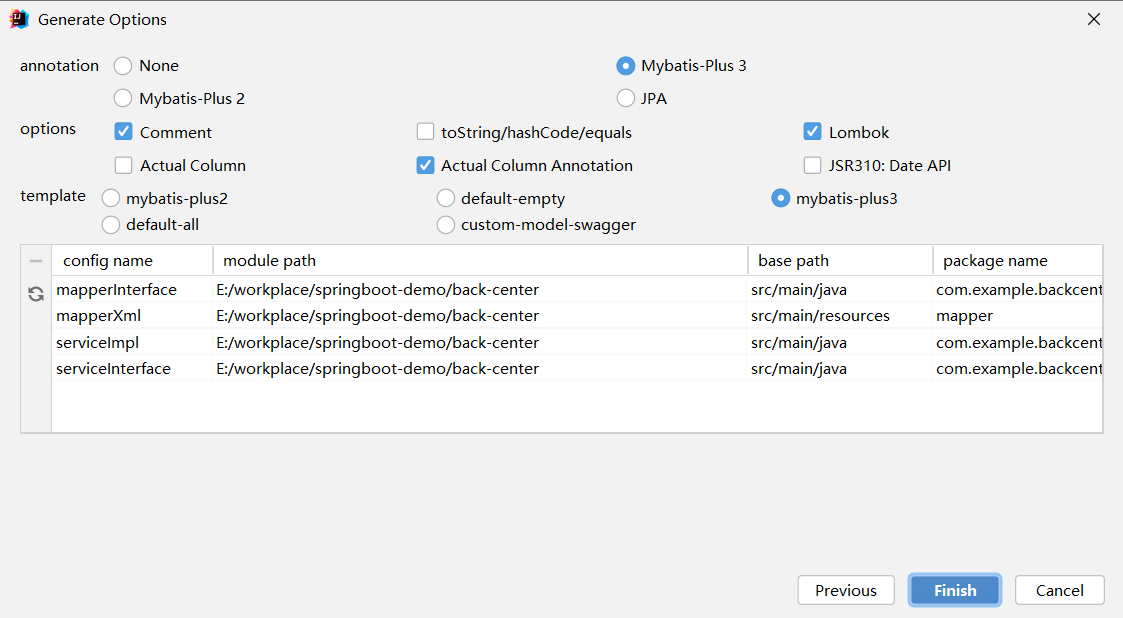 Generate Options
annotation None Mybatis-Plus 3
Mybatis-Plus 2 JPA
options Comment toString/hashCode/equals Lombok
Actual Column Actual Column Annotation JSR310: Date API
template mybatis-plus2 default-empty mybatis-plus3
default-all custom-model-swagger
config name module path base path package name
mapperInterface E:/workplace/springboot-demo/back-center src/main/java com.example.backcent
mapperXml E:/workplace/springboot-demo/back-center src/main/resources mapper
serviceImpl E:/workplace/springboot-demo/back-center src/main/java com.example.backcent
serviceInterface E:/workplace/springboot-demo/back-center src/main/java com.example.backcent
Previous Finish Cancel